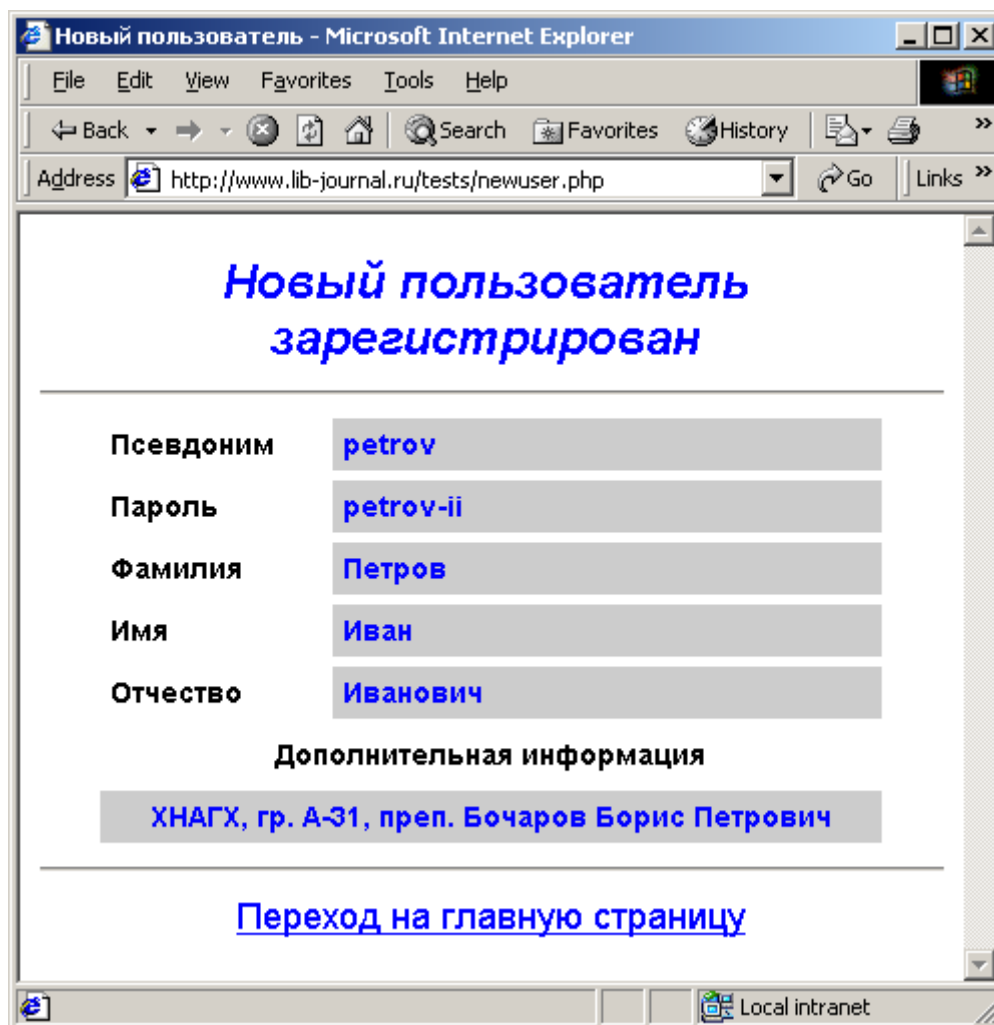 Новый пользователь - Microsoft Internet Explorer
File Edit View Favorites Tools Help
Back Search Favorites History »
Address http://www.lib-journal.ru/tests/newuser.php Go Links »
Новый пользователь
зарегистрирован
Псевдоним petrov
Пароль petrov-ii
Фамилия Петров
Имя Иван
Отчество Иванович
Дополнительная информация
ХНАГХ, гр. А-31, преп. Бочаров Борис Петрович
Переход на главную страницу
Local intranet